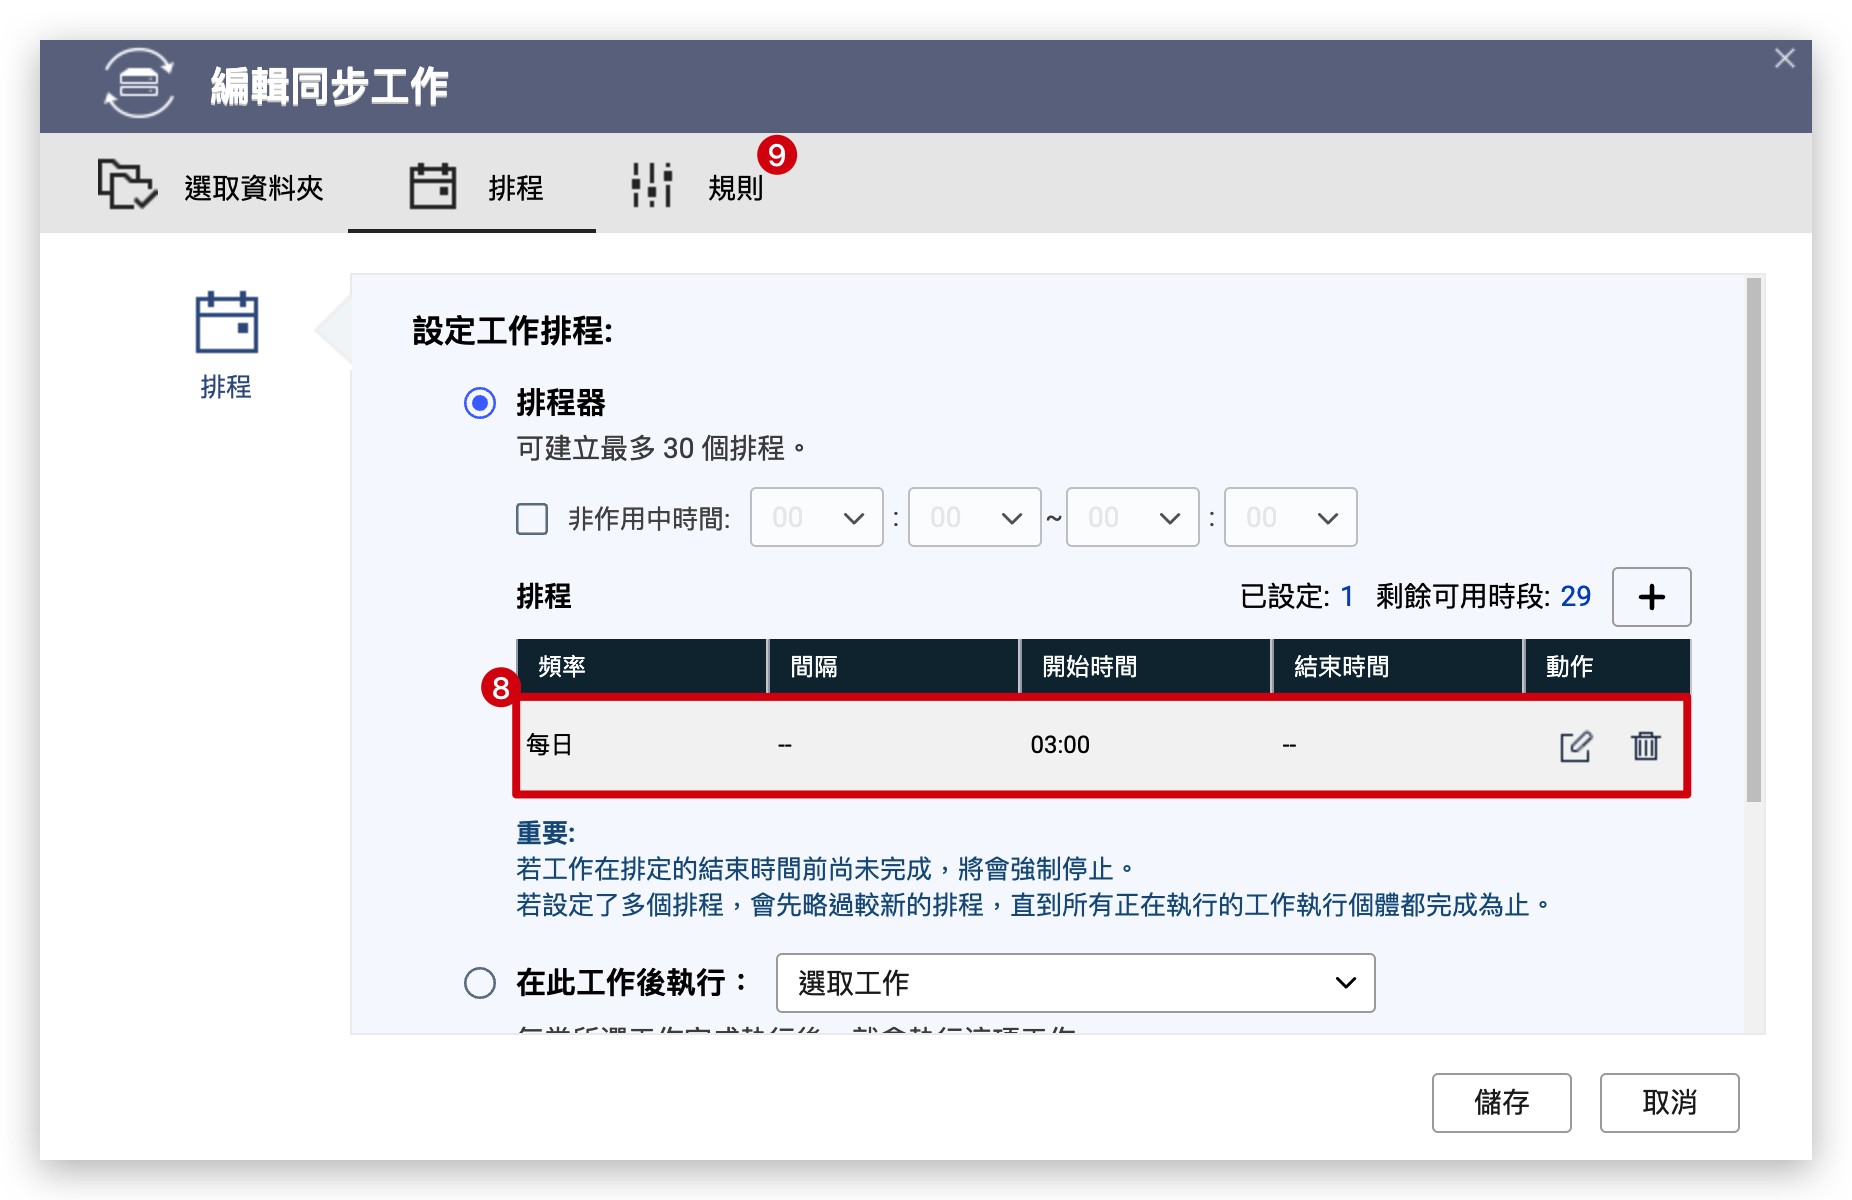 編輯同步工作
選取資料夾
排程
規則
9
排程
設定工作排程:
排程器
可建立最多 30 個排程。
非作用中時間: 00 : 00 ~ 00 : 00
排程
已設定: 1 剩餘可用時段: 29 +
頻率 間隔 開始時間 結束時間 動作
8
每日 -- 03:00 --
重要:
若工作在排定的結束時間前尚未完成，將會強制停止。
若設定了多個排程，會先略過較新的排程，直到所有正在執行的工作執行個體都完成為止。
在此工作後執行： 選取工作
儲存 取消